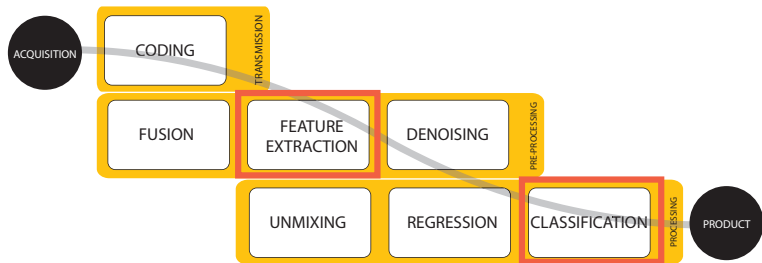 ACQUISITION
CODING
TRANSMISSION
FUSION
FEATURE
EXTRACTION
DENOISING
PRE-PROCESSING
UNMIXING
REGRESSION
CLASSIFICATION
PROCESSING
PRODUCT